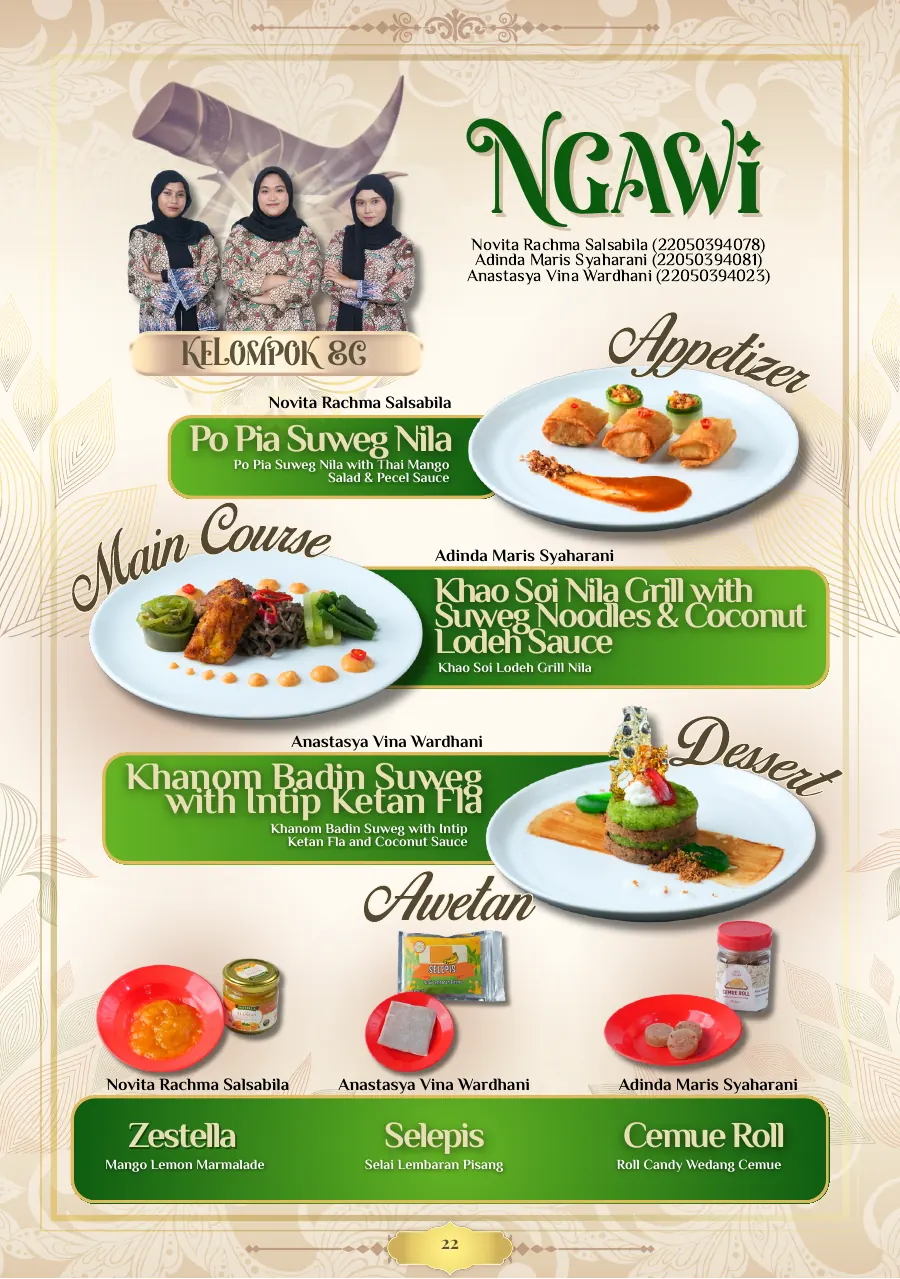 NGAWi
Novita Rachma Salsabila (22050394078)
Adinda Maris Syaharani (22050394081)
Anastasya Vina Wardhani (22050394023)
KELOMPOK 8C
Appetizer
Novita Rachma Salsabila
Po Pia Suweg Nila
Po Pia Suweg Nila with Thai Mango
Salad & Pecel Sauce
Main Course
Adinda Maris Syaharani
Khao Soi Nila Grill with
Suweg Noodles & Coconut
Lodeh Sauce
Khao Soi Lodeh Grill Nila
Dessert
Anastasya Vina Wardhani
Khanom Badin Suweg
with Intip Ketan Fla
Khanom Badin Suweg with Intip
Ketan Fla and Coconut Sauce
Awetan
SELEPIS
CEMUE ROLL
Novita Rachma Salsabila
Anastasya Vina Wardhani
Adinda Maris Syaharani
Zestella
Selepis
Cemue Roll
Mango Lemon Marmalade
Selai Lembaran Pisang
Roll Candy Wedang Cemue
22